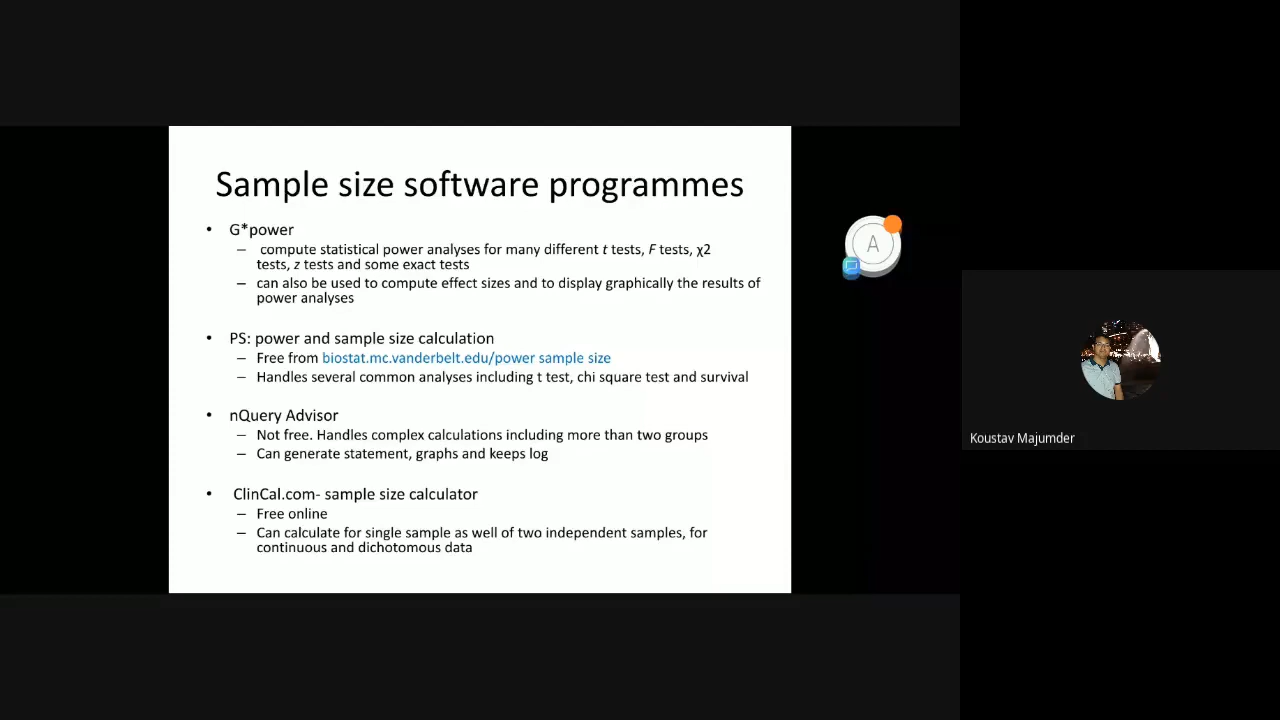 Sample size software programmes
• G*power
– compute statistical power analyses for many different t tests, F tests, χ2
tests, z tests and some exact tests
– can also be used to compute effect sizes and to display graphically the results of
power analyses
• PS: power and sample size calculation
– Free from biostat.mc.vanderbelt.edu/power sample size
– Handles several common analyses including t test, chi square test and survival
• nQuery Advisor
– Not free. Handles complex calculations including more than two groups
– Can generate statement, graphs and keeps log
• ClinCal.com- sample size calculator
– Free online
– Can calculate for single sample as well of two independent samples, for
continuous and dichotomous data
A
Koustav Majumder